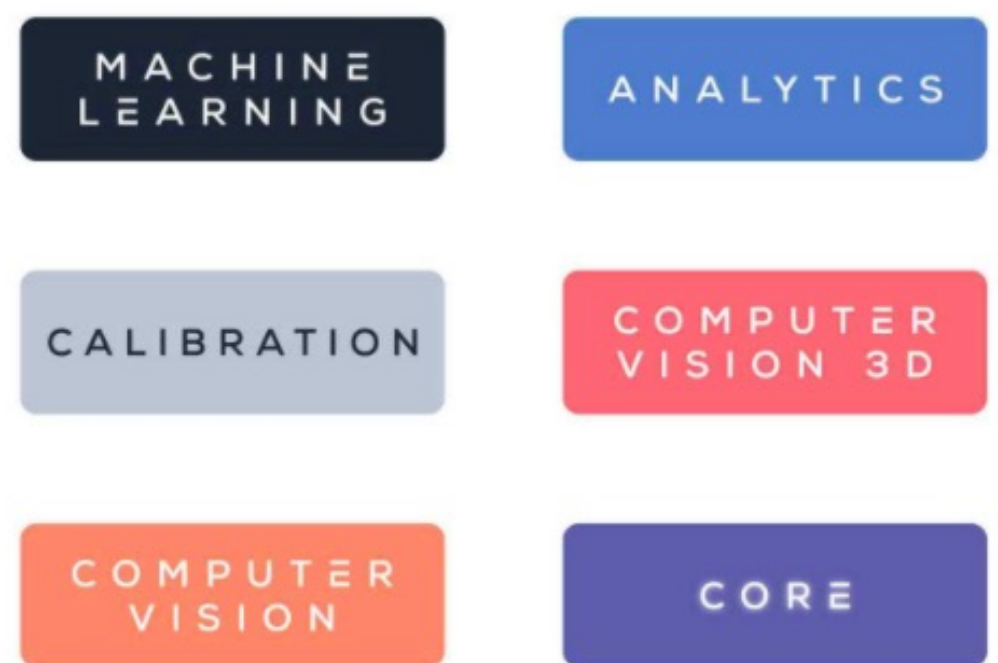 MACHINE
LEARNING
ANALYTICS
CALIBRATION
COMPUTER
VISION 3D
COMPUTER
VISION
CORE